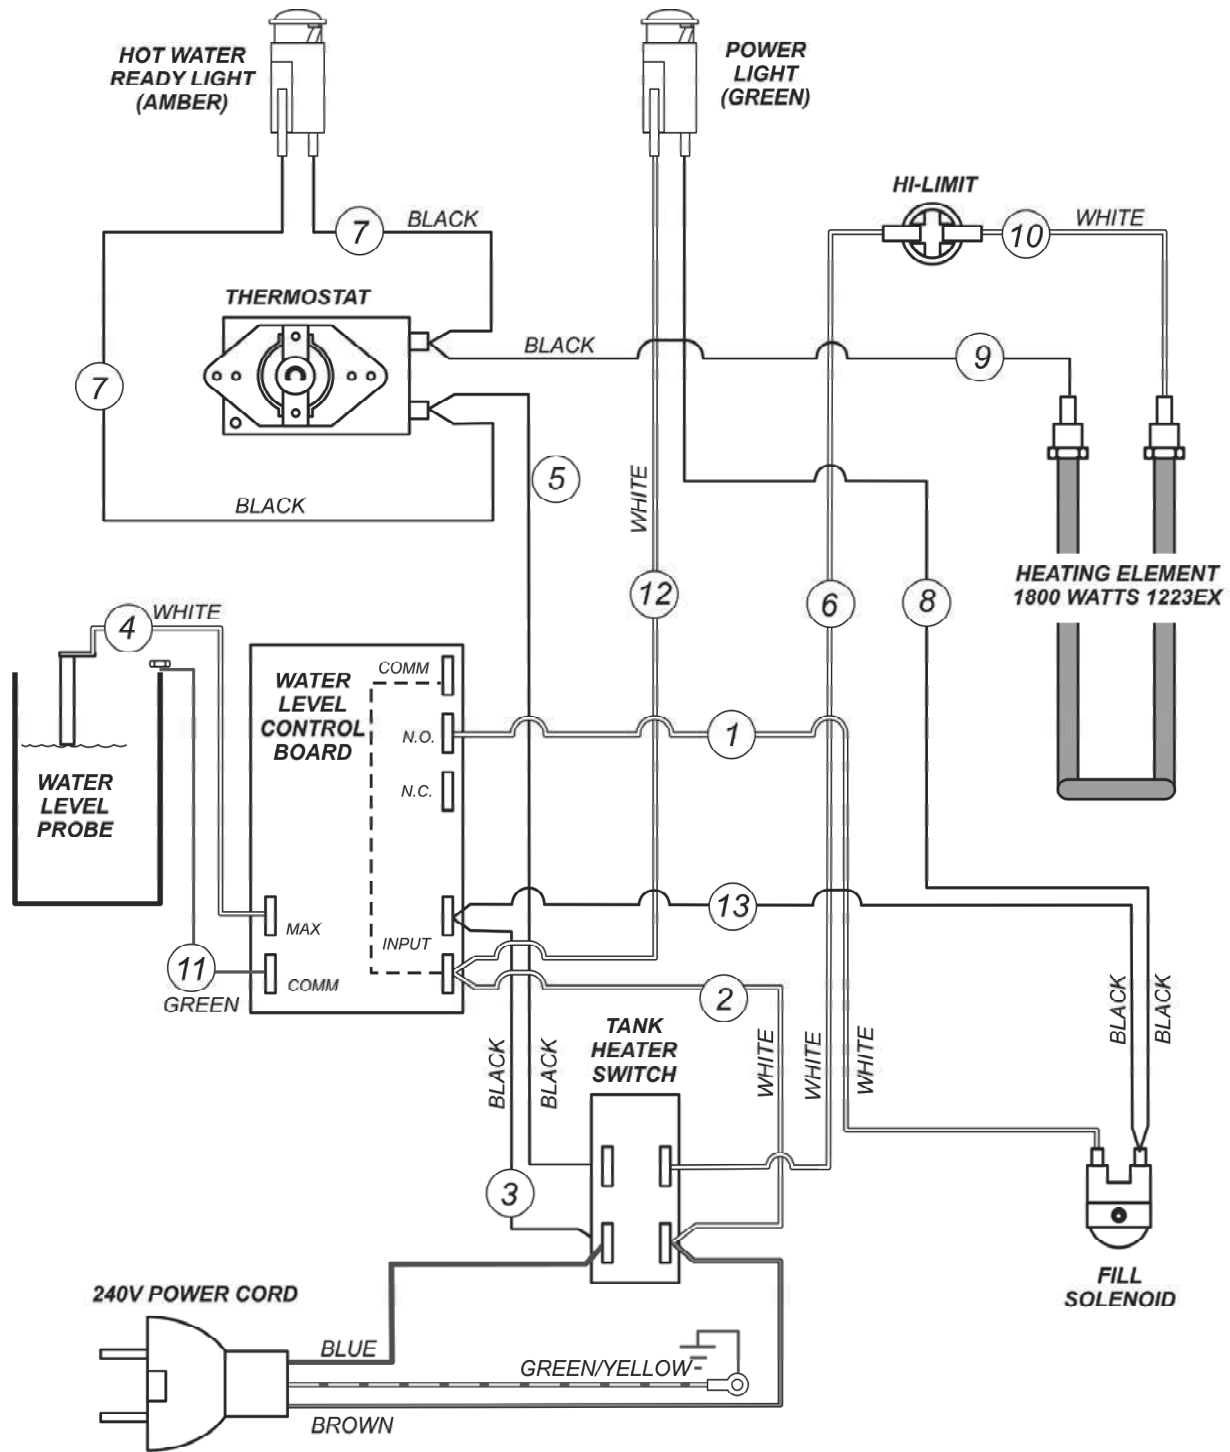 HOT WATER
READY LIGHT
(AMBER)
POWER
LIGHT
(GREEN)
HI-LIMIT
7
BLACK
10
WHITE
THERMOSTAT
BLACK
9
7
5
BLACK
WHITE
HEATING ELEMENT
1800 WATTS 1223EX
12
6
8
4
WHITE
WATER
LEVEL
CONTROL
BOARD
COMM
N.O.
N.C.
1
WATER
LEVEL
PROBE
MAX
INPUT
COMM
13
11
GREEN
2
TANK
HEATER
SWITCH
BLACK
BLACK
WHITE
WHITE
WHITE
BLACK
BLACK
3
FILL
SOLENOID
240V POWER CORD
BLUE
GREEN/YELLOW
BROWN